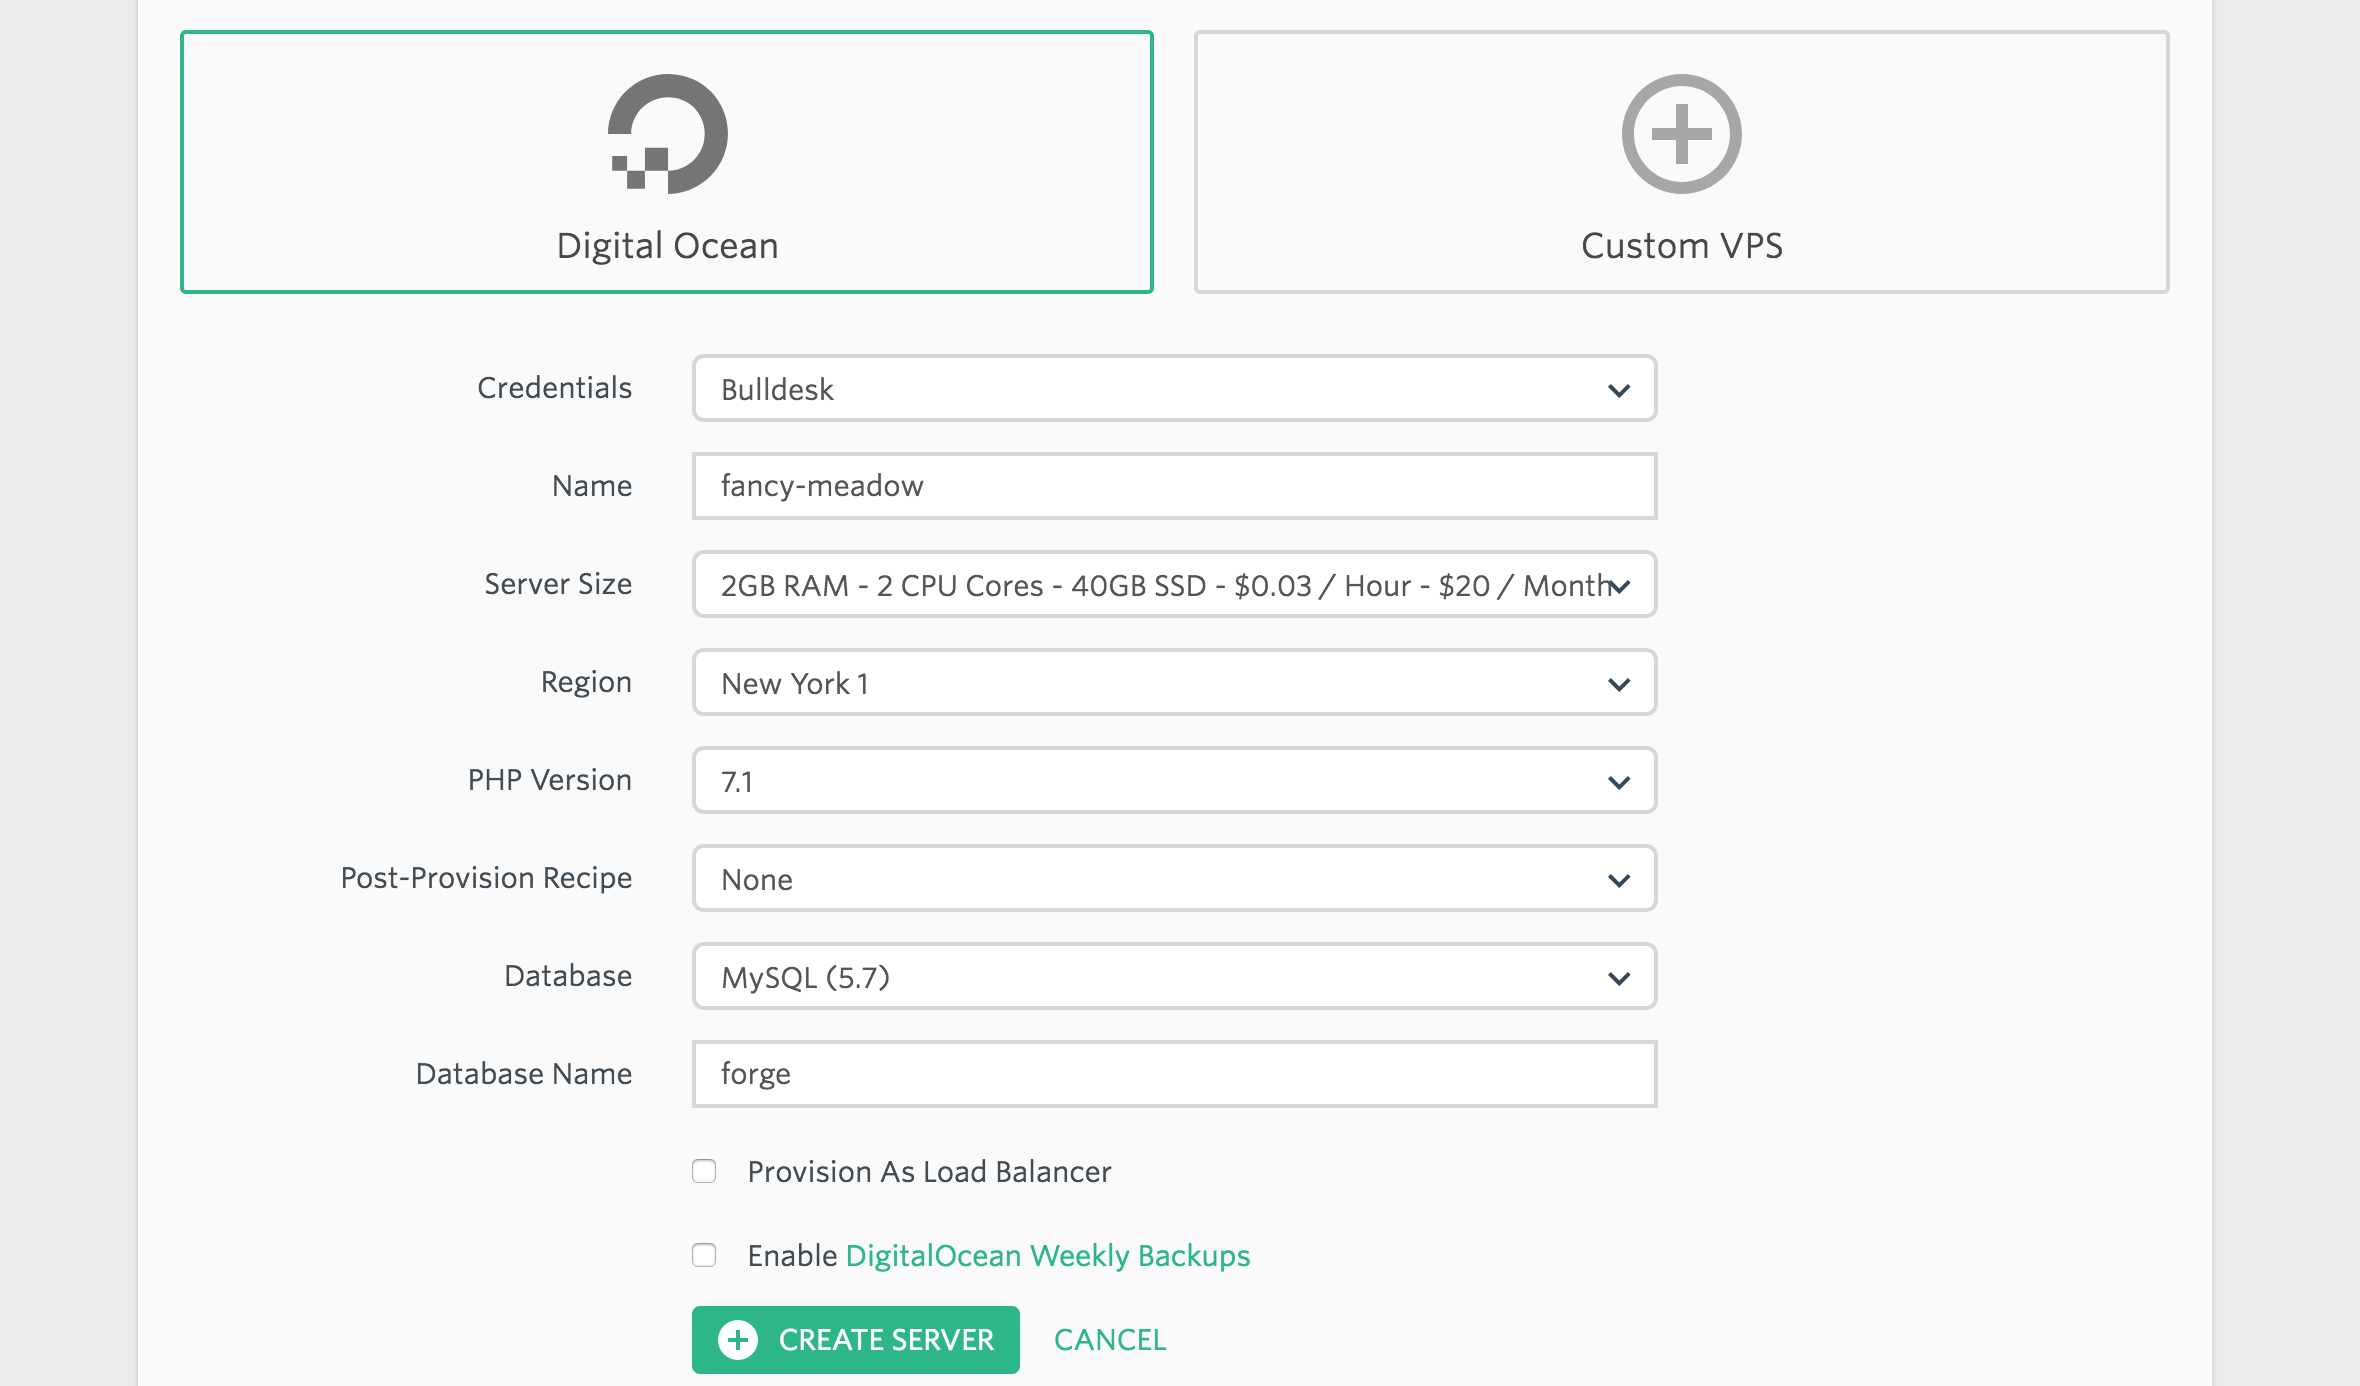 Digital Ocean
Custom VPS
Credentials
Bulldesk
Name
fancy-meadow
Server Size
2GB RAM - 2 CPU Cores - 40GB SSD - $0.03 / Hour - $20 / Month
Region
New York 1
PHP Version
7.1
Post-Provision Recipe
None
Database
MySQL (5.7)
Database Name
forge
Provision As Load Balancer
Enable DigitalOcean Weekly Backups
CREATE SERVER
CANCEL